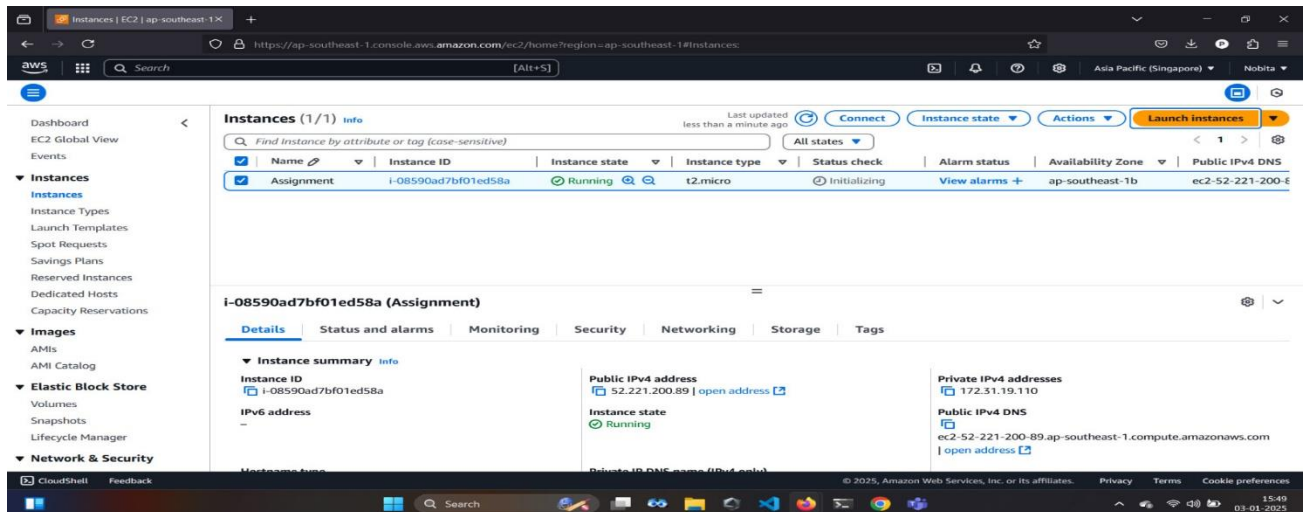 Instances | EC2 | ap-southeast-1
https://ap-southeast-1.console.aws.amazon.com/ec2/home?region=ap-southeast-1#Instances:
aws Search [Alt+S] Asia Pacific (Singapore) Nobita
Dashboard
EC2 Global View
Events
Instances
Instances
Instance Types
Launch Templates
Spot Requests
Savings Plans
Reserved Instances
Dedicated Hosts
Capacity Reservations
Images
AMIs
AMI Catalog
Elastic Block Store
Volumes
Snapshots
Lifecycle Manager
Network & Security
Instances (1/1) Info
Last updated
less than a minute ago
Connect Instance state Actions Launch instances
Find Instance by attribute or tag (case-sensitive) All states 1
Name Instance ID Instance state Instance type Status check Alarm status Availability Zone Public IPv4 DNS
Assignment i-08590ad7bf01ed58a Running t2.micro Initializing View alarms + ap-southeast-1b ec2-52-221-200-8
i-08590ad7bf01ed58a (Assignment)
Details Status and alarms Monitoring Security Networking Storage Tags
Instance summary Info
Instance ID
i-08590ad7bf01ed58a
IPv6 address
–
Public IPv4 address
52.221.200.89 | open address
Instance state
Running
Private IPv4 addresses
172.31.19.110
Public IPv4 DNS
ec2-52-221-200-89.ap-southeast-1.compute.amazonaws.com
| open address
Hostname type Private IP DNS name (IPv4 only)
CloudShell Feedback © 2025, Amazon Web Services, Inc. or its affiliates. Privacy Terms Cookie preferences
Search
15:49
03-01-2025